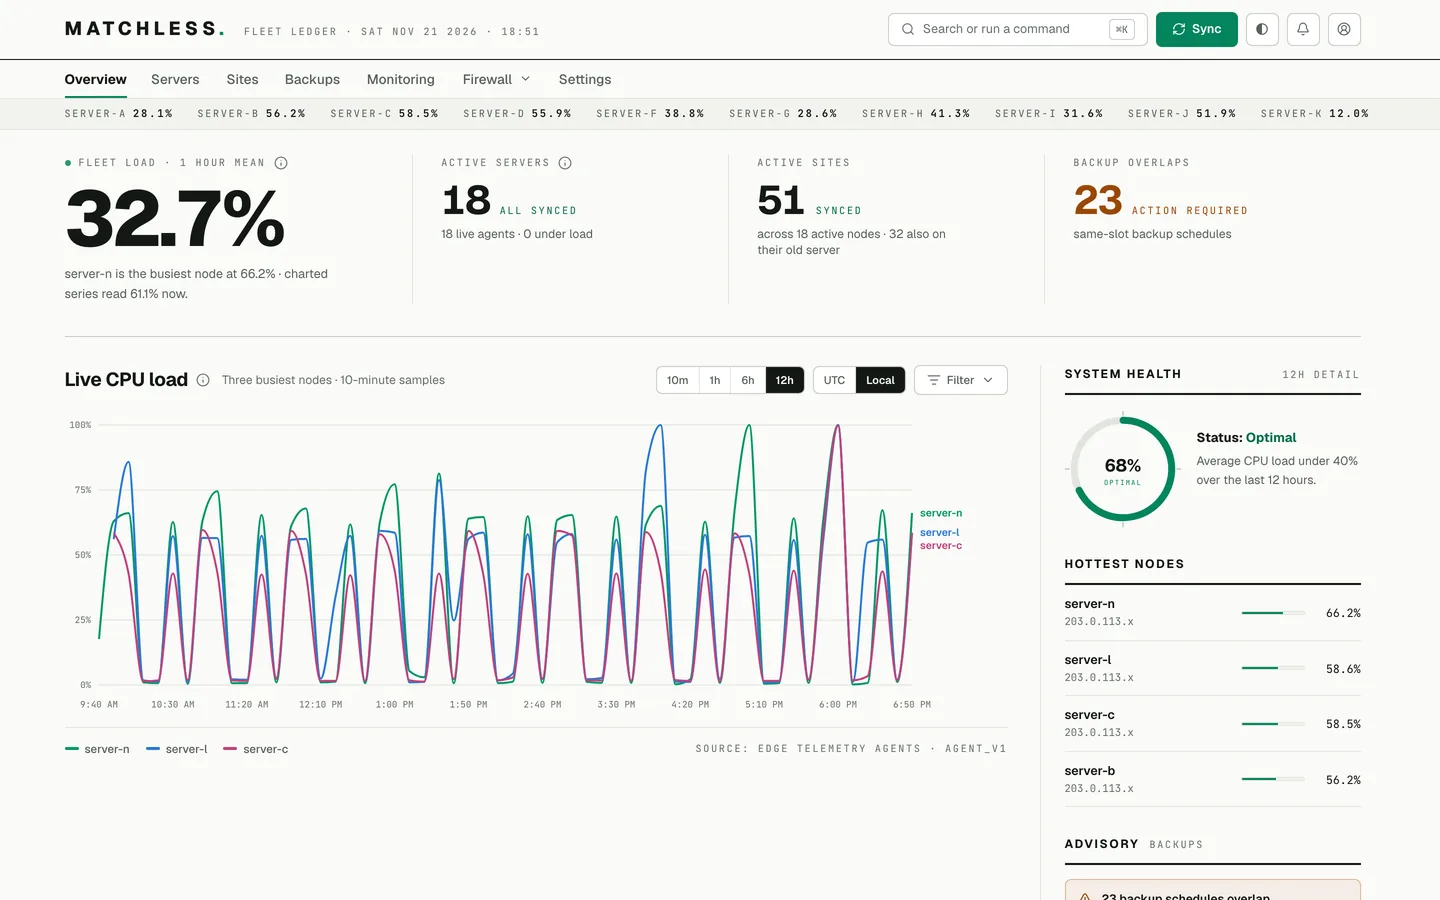 MATCHLESS.
FLEET LEDGER · SAT NOV 21 2026 · 18:51
Search or run a command
⌘K
Sync
Overview
Servers
Sites
Backups
Monitoring
Firewall
Settings
SERVER-A 28.1%
SERVER-B 56.2%
SERVER-C 58.5%
SERVER-D 55.9%
SERVER-F 38.8%
SERVER-G 28.6%
SERVER-H 41.3%
SERVER-I 31.6%
SERVER-J 51.9%
SERVER-K 12.0%
FLEET LOAD · 1 HOUR MEAN
32.7%
server-n is the busiest node at 66.2% · charted
series read 61.1% now.
ACTIVE SERVERS
18 ALL SYNCED
18 live agents · 0 under load
ACTIVE SITES
51 SYNCED
across 18 active nodes · 32 also on
their old server
BACKUP OVERLAPS
23 ACTION REQUIRED
same-slot backup schedules
Live CPU load
Three busiest nodes · 10-minute samples
10m
1h
6h
12h
UTC
Local
Filter
100%
75%
50%
25%
0%
server-n
server-l
server-c
9:40 AM
10:30 AM
11:20 AM
12:10 PM
1:00 PM
1:50 PM
2:40 PM
3:30 PM
4:20 PM
5:10 PM
6:00 PM
6:50 PM
server-n
server-l
server-c
SOURCE: EDGE TELEMETRY AGENTS · AGENT_V1
SYSTEM HEALTH
12H DETAIL
68%
OPTIMAL
Status: Optimal
Average CPU load under 40%
over the last 12 hours.
HOTTEST NODES
server-n
203.0.113.x
66.2%
server-l
203.0.113.x
58.6%
server-c
203.0.113.x
58.5%
server-b
203.0.113.x
56.2%
ADVISORY BACKUPS
23 backup schedules overlap